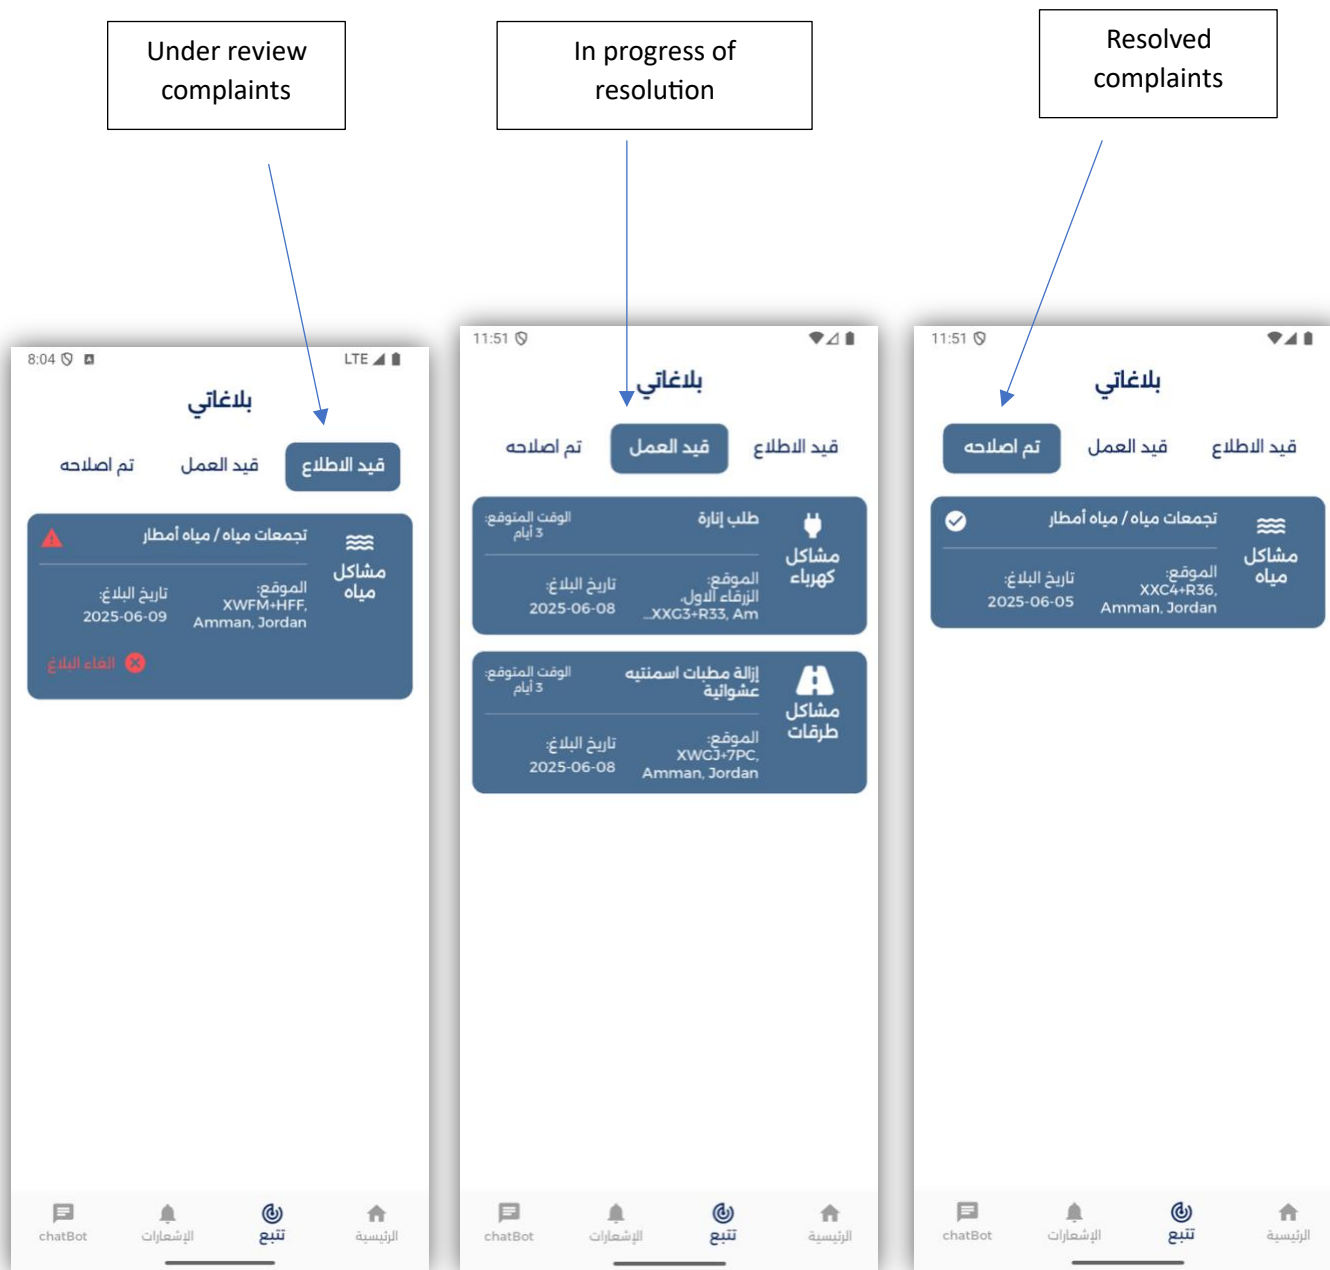 Under review
complaints
In progress of
resolution
Resolved
complaints
8:04
LTE
بلاغاتي
قيد الاطلاع
قيد العمل
تم اصلاحه
مشاكل
مياه
تجمعات مياه / مياه أمطار
الموقع:
XWFM+HFF,
Amman, Jordan
تاريخ البلاغ:
2025-06-09
الغاء البلاغ
الرئيسية
تتبع
الإشعارات
chatBot
11:51
بلاغاتي
قيد الاطلاع
قيد العمل
تم اصلاحه
مشاكل
كهرباء
طلب إنارة
الوقت المتوقع:
3 أيام
الموقع:
الزرقاء الاول,
XXG3+R33, Am...
تاريخ البلاغ:
2025-06-08
مشاكل
طرقات
إزالة مطبات اسمنتيه
عشوائية
الوقت المتوقع:
3 أيام
الموقع:
XWGJ+7PC,
Amman, Jordan
تاريخ البلاغ:
2025-06-08
الرئيسية
تتبع
الإشعارات
chatBot
11:51
بلاغاتي
قيد الاطلاع
قيد العمل
تم اصلاحه
مشاكل
مياه
تجمعات مياه / مياه أمطار
الموقع:
XXC4+R36,
Amman, Jordan
تاريخ البلاغ:
2025-06-05
الرئيسية
تتبع
الإشعارات
chatBot